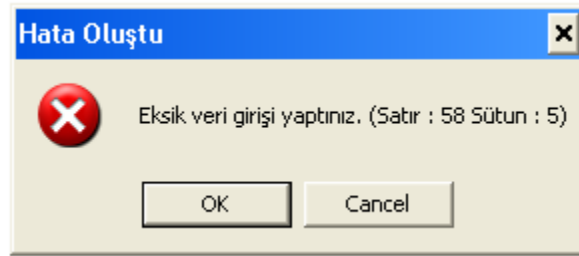 Hata Oluştu
Eksik veri girişi yaptınız. (Satır : 58 Sütun : 5)
OK
Cancel